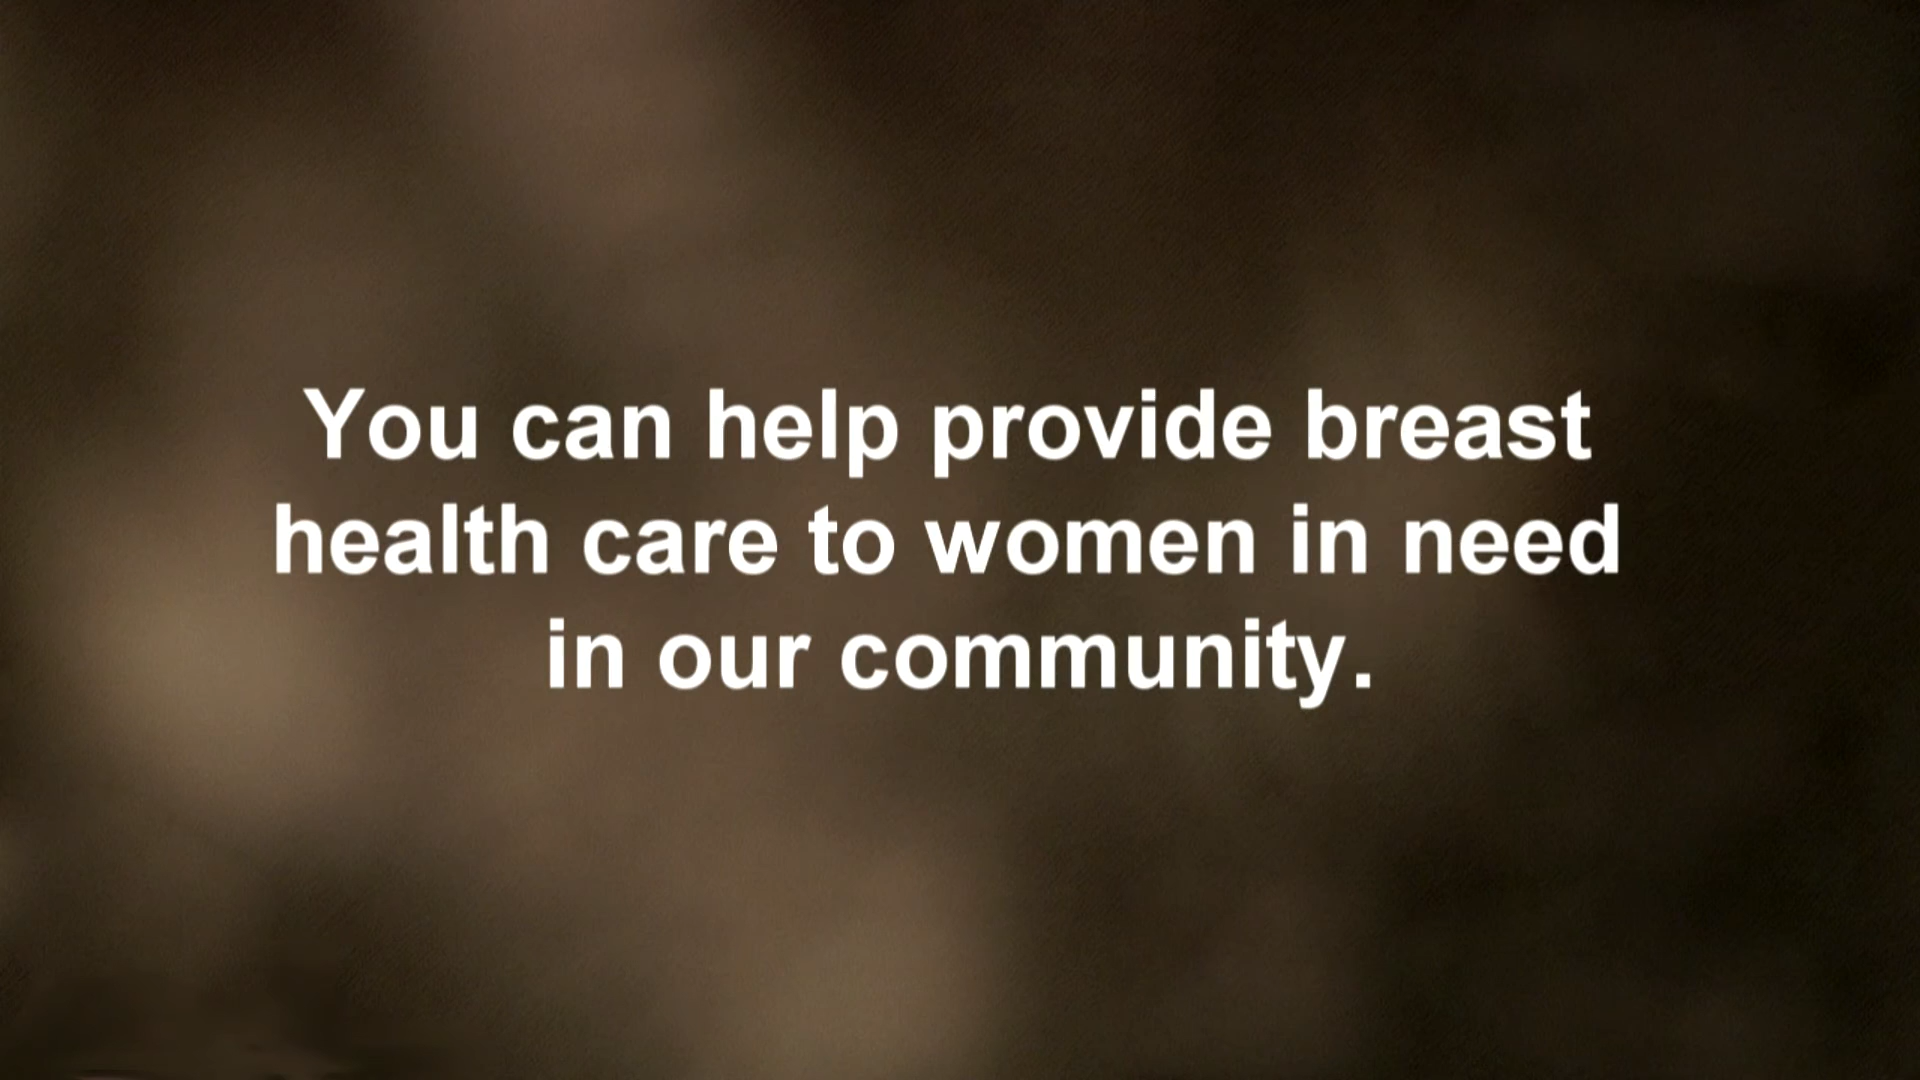 You can help provide breast
health care to women in need
in our community.